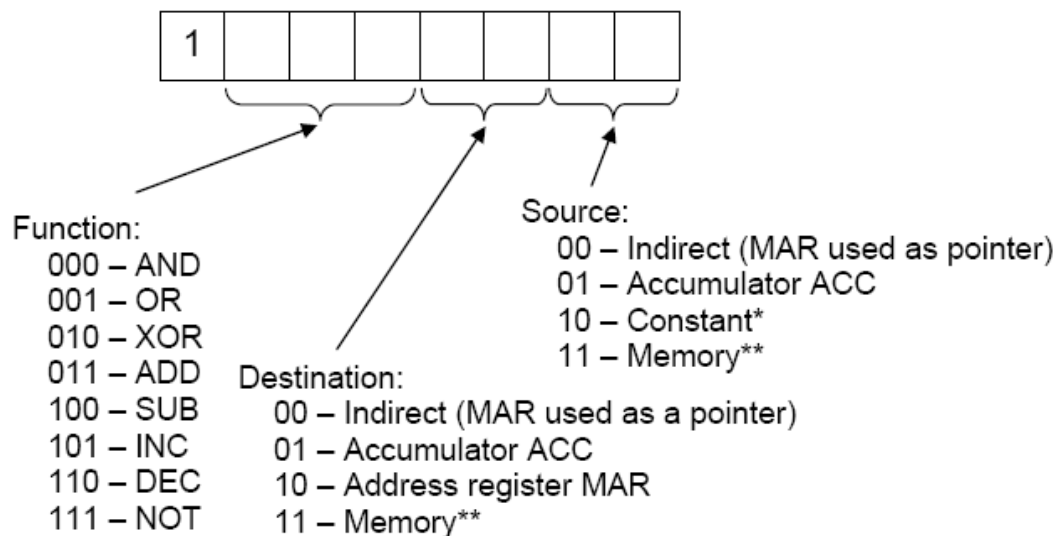 1
Function:
000 – AND
001 – OR
010 – XOR
011 – ADD
100 – SUB
101 – INC
110 – DEC
111 – NOT
Destination:
00 – Indirect (MAR used as a pointer)
01 – Accumulator ACC
10 – Address register MAR
11 – Memory**
Source:
00 – Indirect (MAR used as pointer)
01 – Accumulator ACC
10 – Constant*
11 – Memory**